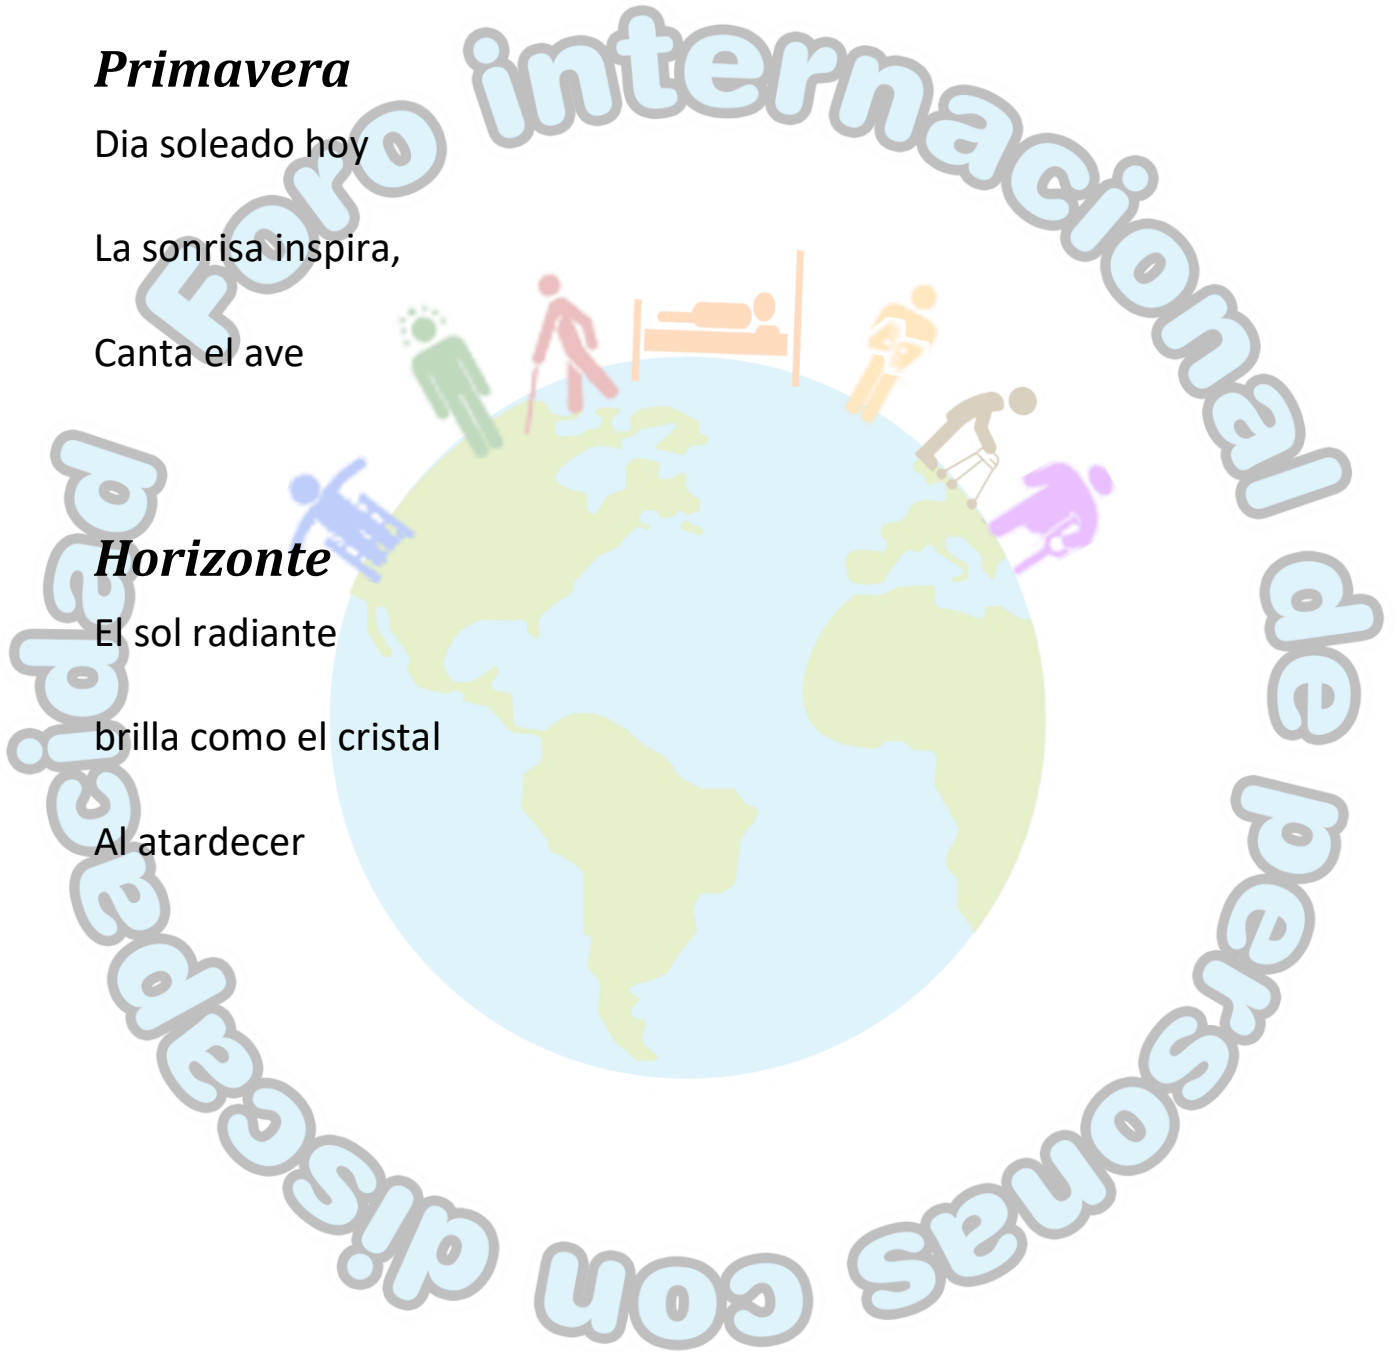 Primavera
Dia soleado hoy
La sonrisa inspira,
Canta el ave
Horizonte
El sol radiante
brilla como el cristal
Al atardecer
Foro internacional de personas con discapacidad